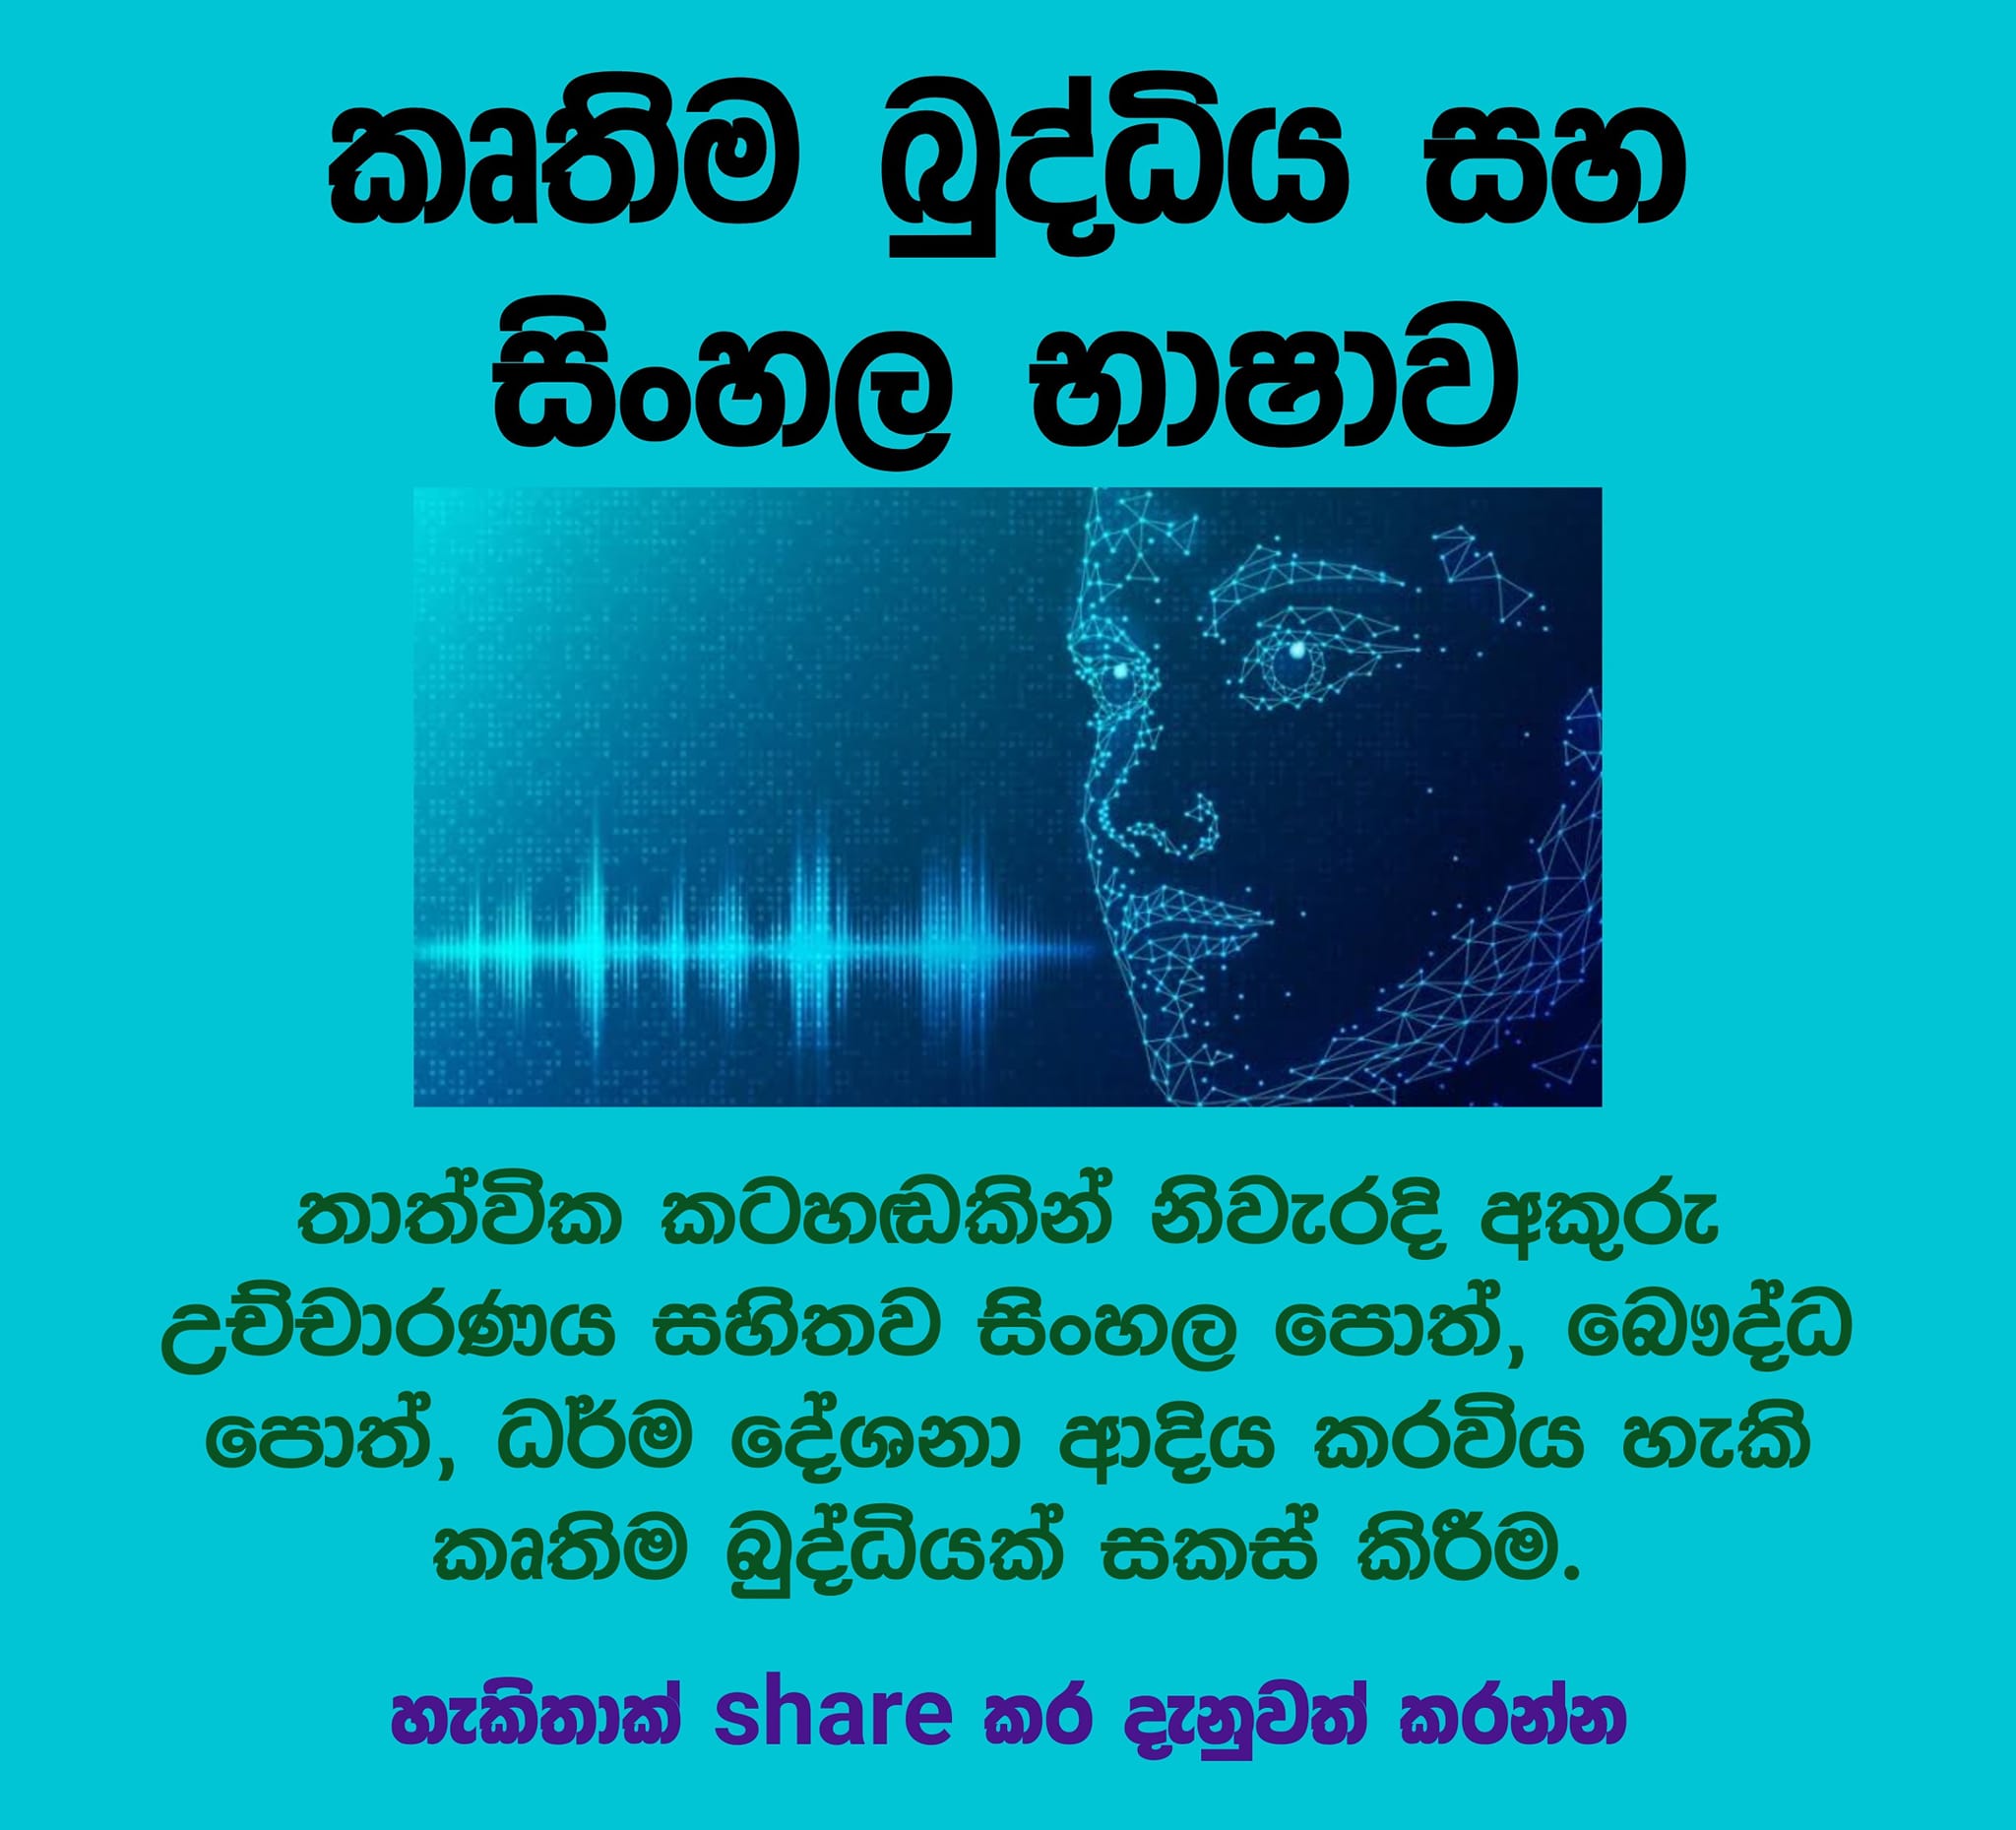 කෘතිම බුද්ධිය සහ
සිංහල භාෂාව
තාත්වික කටහඬකින් නිවැරදි අකුරු
උච්චාරණය සහිතව සිංහල පොත්, බෞද්ධ
පොත්, ධර්ම දේශනා ආදිය කරවිය හැකි
කෘතිම බුද්ධියක් සකස් කිරීම.
හැකිතාක් share කර දැනුවත් කරන්න